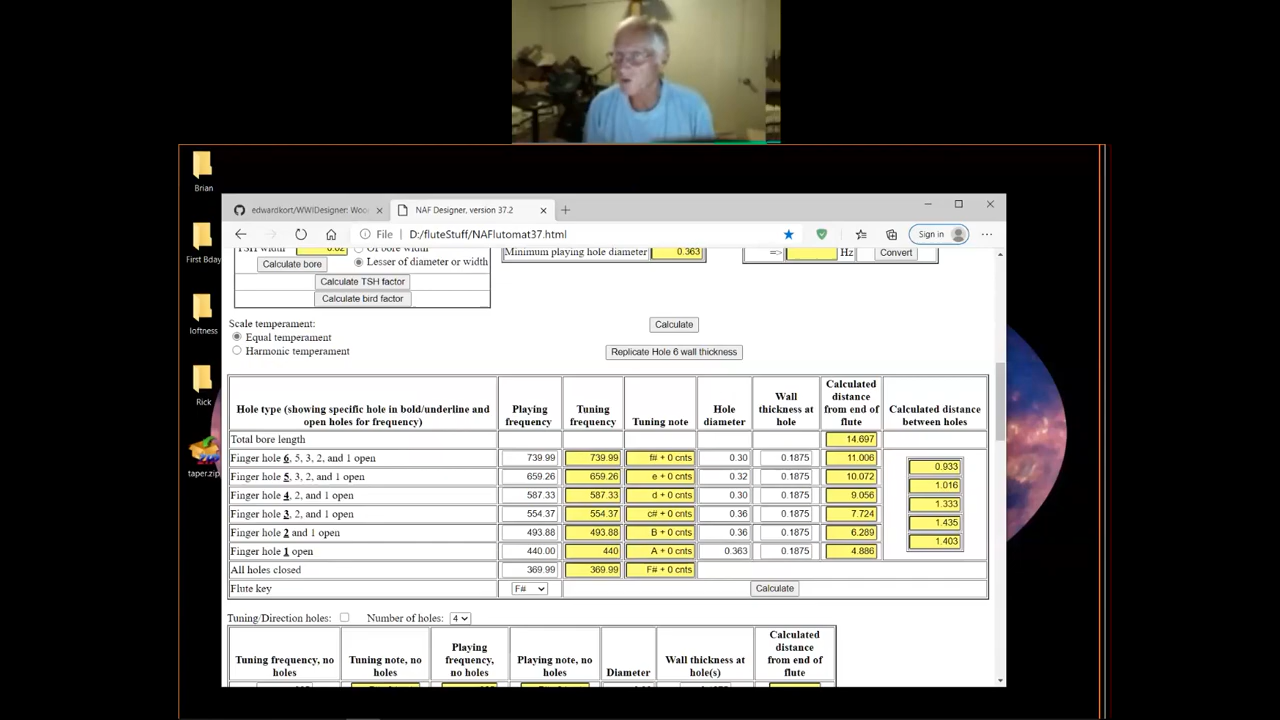 Brian
First Bday
loftness
Rick
taper.zip
edwardkort/WWIDesigner: Woo
NAF Designer, version 37.2
File D:/fluteStuff/NAFlutomat37.html Sign in
TSH width 0.02 Of bore width
Calculate bore Lesser of diameter or width
Calculate TSH factor
Calculate bird factor
Minimum playing hole diameter 0.363
=> Hz Convert
Scale temperament:
Equal temperament
Harmonic temperament
Calculate
Replicate Hole 6 wall thickness
Hole type (showing specific hole in bold/underline and open holes for frequency) Playing frequency Tuning frequency Tuning note Hole diameter Wall thickness at hole Calculated distance from end of flute Calculated distance between holes
Total bore length 14.697
Finger hole 6, 5, 3, 2, and 1 open 739.99 739.99 f# + 0 cnts 0.30 0.1875 11.006
0.933
Finger hole 5, 3, 2, and 1 open 659.26 659.26 e + 0 cnts 0.32 0.1875 10.072
1.016
Finger hole 4, 2, and 1 open 587.33 587.33 d + 0 cnts 0.30 0.1875 9.056
1.333
Finger hole 3, 2, and 1 open 554.37 554.37 c# + 0 cnts 0.36 0.1875 7.724
1.435
Finger hole 2 and 1 open 493.88 493.88 B + 0 cnts 0.36 0.1875 6.289
1.403
Finger hole 1 open 440.00 440 A + 0 cnts 0.363 0.1875 4.886
All holes closed 369.99 369.99 F# + 0 cnts
Flute key F# Calculate
Tuning/Direction holes: Number of holes: 4
Tuning frequency, no holes Tuning note, no holes Playing frequency, no holes Playing note, no holes Diameter Wall thickness at hole(s) Calculated distance from end of flute